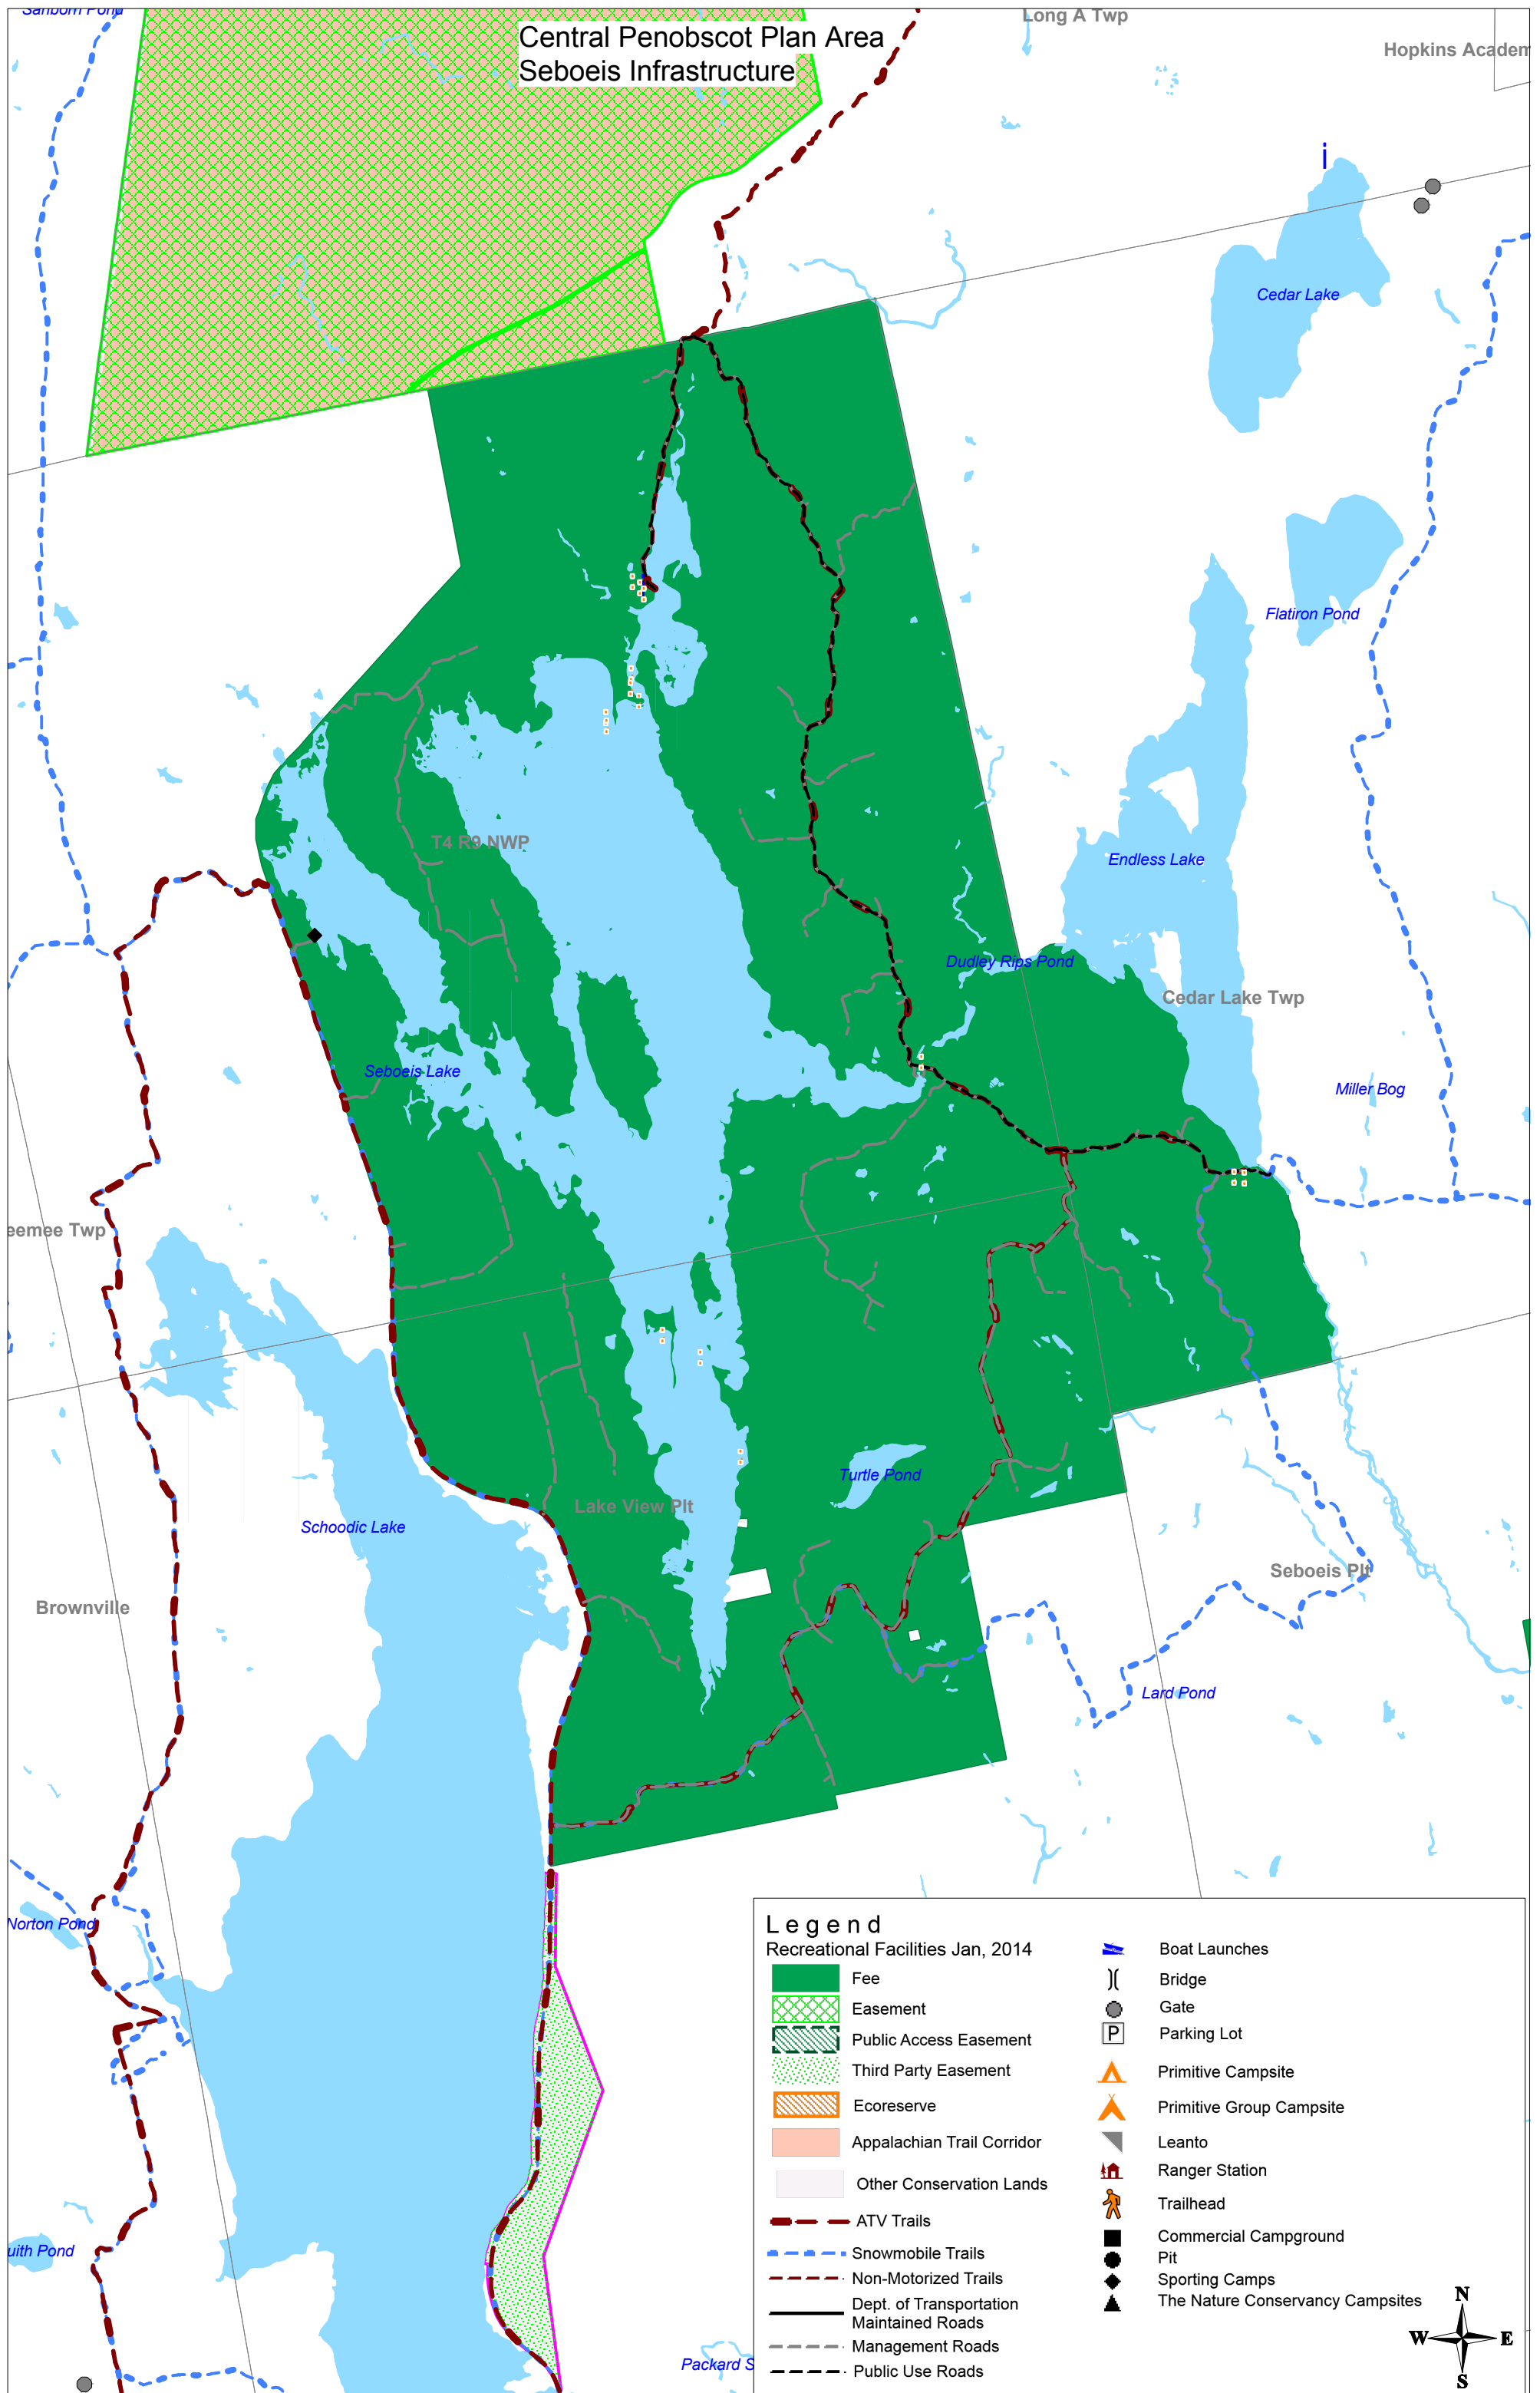 Sanborn Pond
Long A Twp
Central Penobscot Plan Area
Seboeis Infrastructure
Hopkins Academ
i
Cedar Lake
Flatiron Pond
T4 R9 NWP
Endless Lake
Dudley Rips Pond
Cedar Lake Twp
Seboeis Lake
Miller Bog
eemee Twp
Turtle Pond
Lake View Plt
Schoodic Lake
Seboeis Plt
Brownville
Lard Pond
Norton Pond
uith Pond
Packard S
Legend
Recreational Facilities Jan, 2014
Fee
Easement
Public Access Easement
Third Party Easement
Ecoreserve
Appalachian Trail Corridor
Other Conservation Lands
ATV Trails
Snowmobile Trails
Non-Motorized Trails
Dept. of Transportation
Maintained Roads
Management Roads
Public Use Roads
Boat Launches
Bridge
Gate
P Parking Lot
Primitive Campsite
Primitive Group Campsite
Leanto
Ranger Station
Trailhead
Commercial Campground
Pit
Sporting Camps
The Nature Conservancy Campsites
N
W E
S